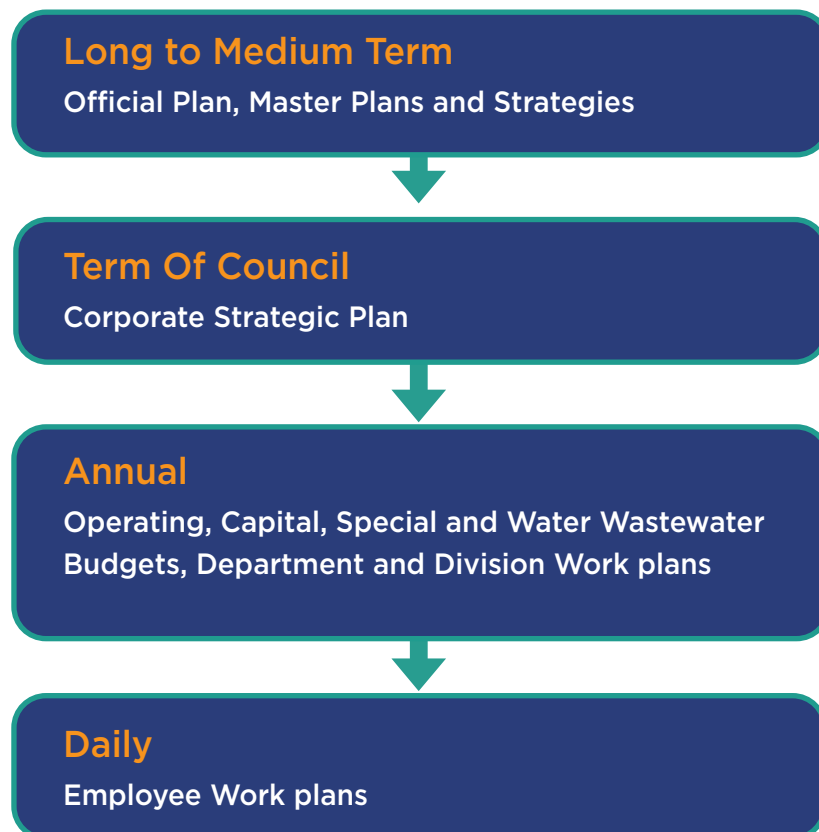 Long to Medium Term
Official Plan, Master Plans and Strategies
Term Of Council
Corporate Strategic Plan
Annual
Operating, Capital, Special and Water Wastewater
Budgets, Department and Division Work plans
Daily
Employee Work plans